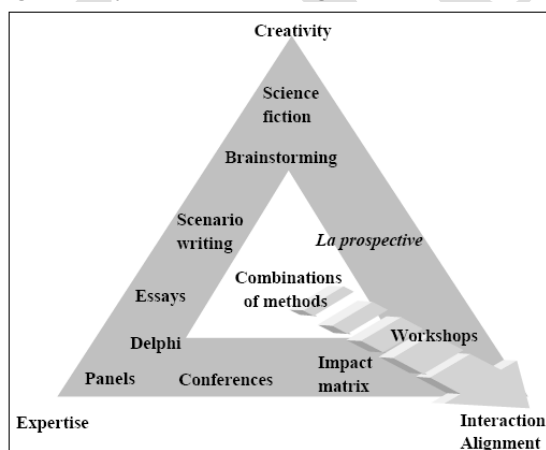 Creativity
Science
fiction
Brainstorming
Scenario
writing
La prospective
Combinations
of methods
Essays
Workshops
Delphi
Impact
matrix
Panels
Conferences
Expertise
Interaction
Alignment